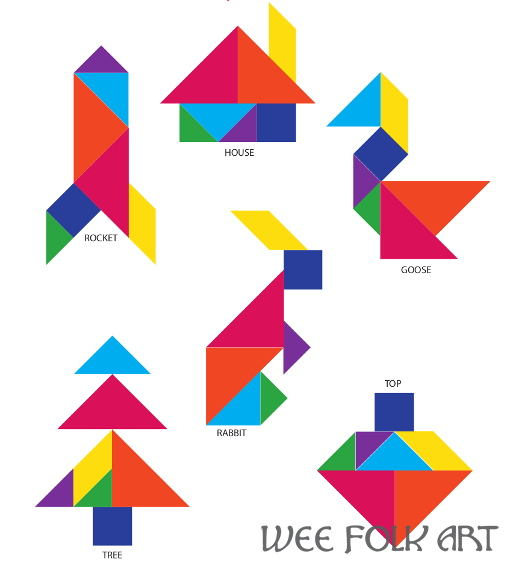 HOUSE
ROCKET
GOOSE
RABBIT
TOP
TREE
WEE FOLK ART